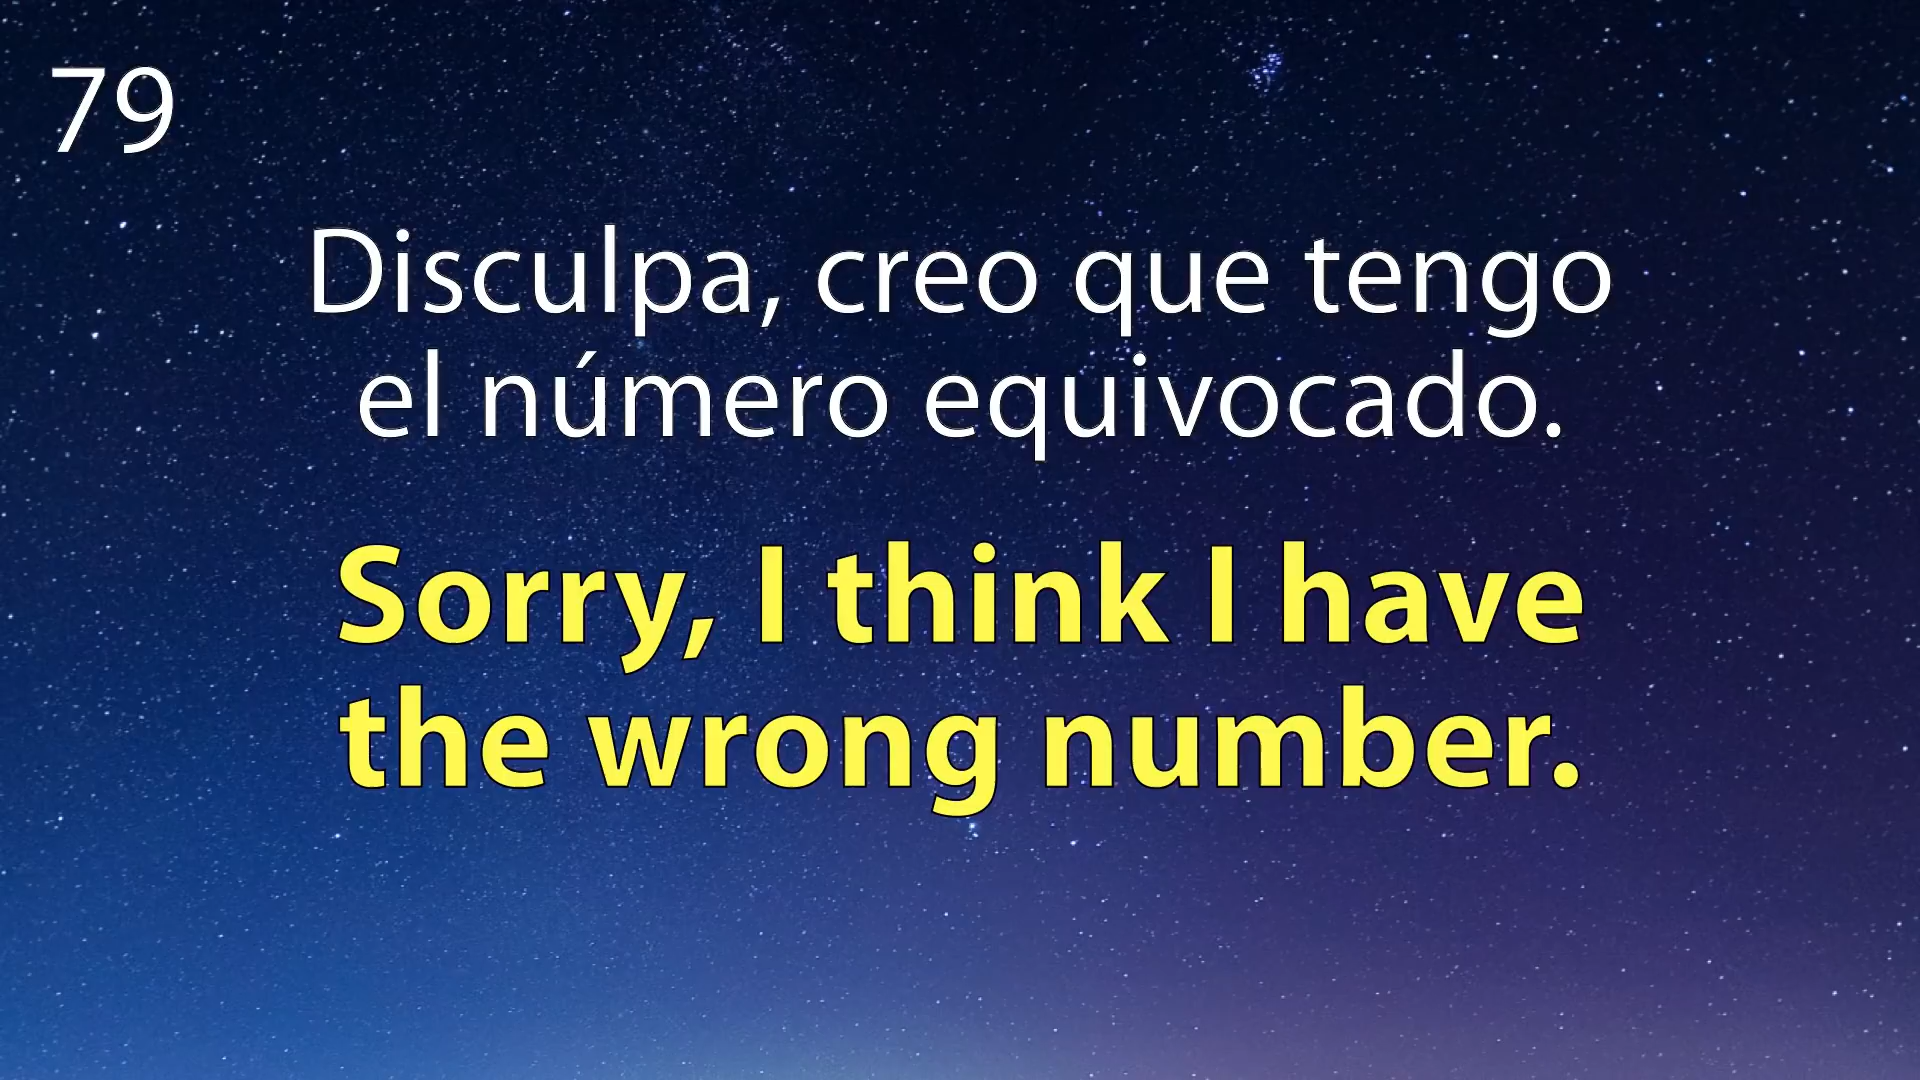 79
Disculpa, creo que tengo
el número equivocado.
Sorry, I think I have
the wrong number.